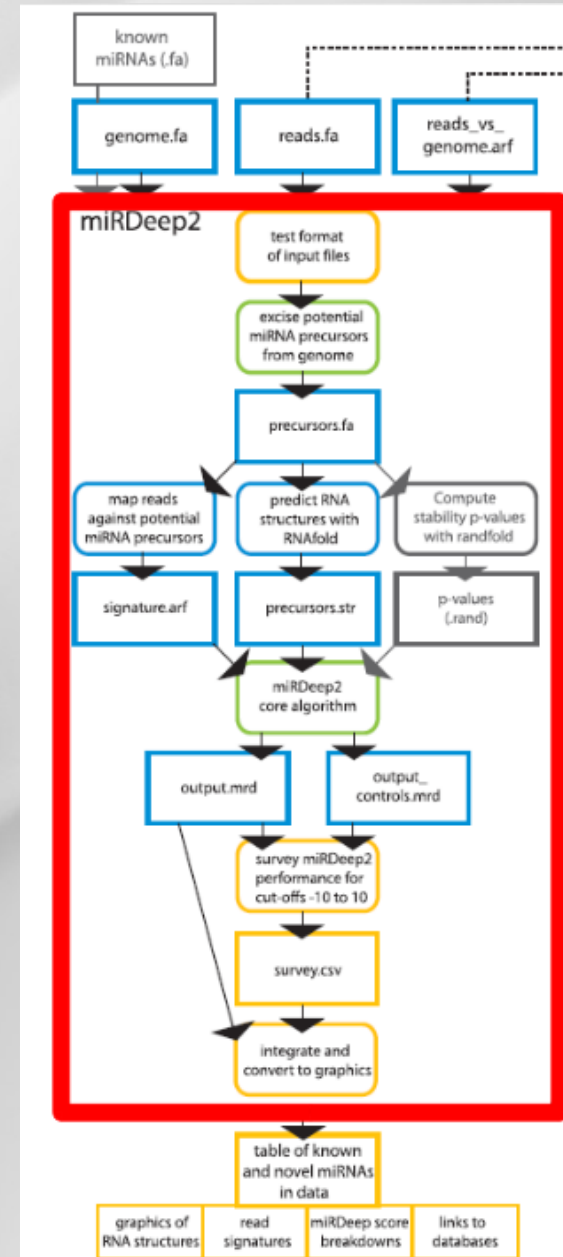 known
miRNAs (.fa)
genome.fa
reads.fa
reads_vs_
genome.arf
miRDeep2
test format
of input files
excise potential
miRNA precursors
from genome
precursors.fa
map reads
against potential
miRNA precursors
predict RNA
structures with
RNAfold
Compute
stability p-values
with randfold
signature.arf
precursors.str
p-values
(.rand)
miRDeep2
core algorithm
output.mrd
output_
controls.mrd
survey miRDeep2
performance for
cut-offs -10 to 10
survey.csv
integrate and
convert to graphics
table of known
and novel miRNAs
in data
graphics of
RNA structures
read
signatures
miRDeep score
breakdowns
links to
databases